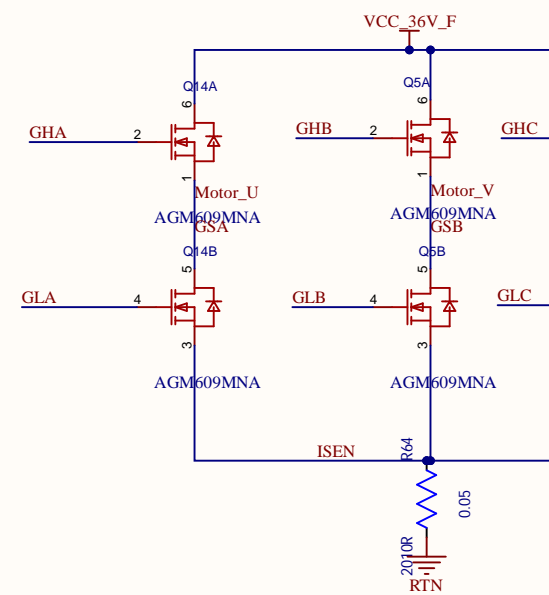 VCC_36V_F
Q14A
Q5A
6
6
GHA
2
GHB
2
GHC
1
1
Motor_U
Motor_V
AGM609MNA
AGM609MNA
GSA
GSB
Q14B
Q5B
5
5
GLA
4
GLB
4
GLC
3
3
AGM609MNA
AGM609MNA
ISEN
R64
0.05
2010R
RTN